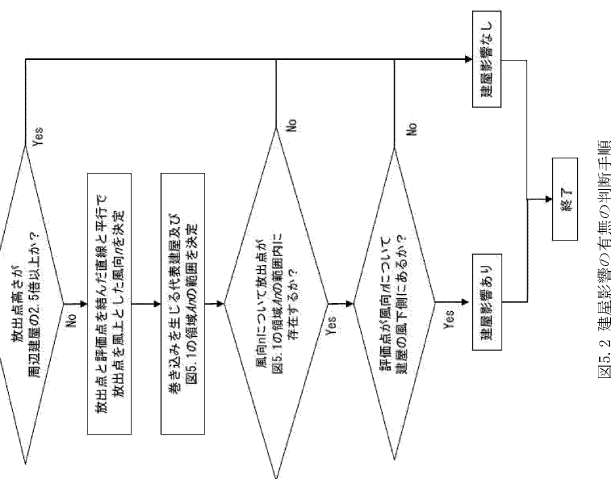 放出点高さが
周辺建屋の2.5倍以上か？
Yes
No
放出点と評価点を結んだ直線と平行で
放出点を風上とした風向nを決定
巻き込みを生じる代表建屋及び
図5.1の領域Anの範囲を決定
風向nについて放出点が
図5.1の領域Anの範囲内に
存在するか？
No
Yes
評価点が風向nについて
建屋の風下側にあるか？
No
Yes
建屋影響あり
建屋影響なし
終了
図5.2 建屋影響の有無の判断手順